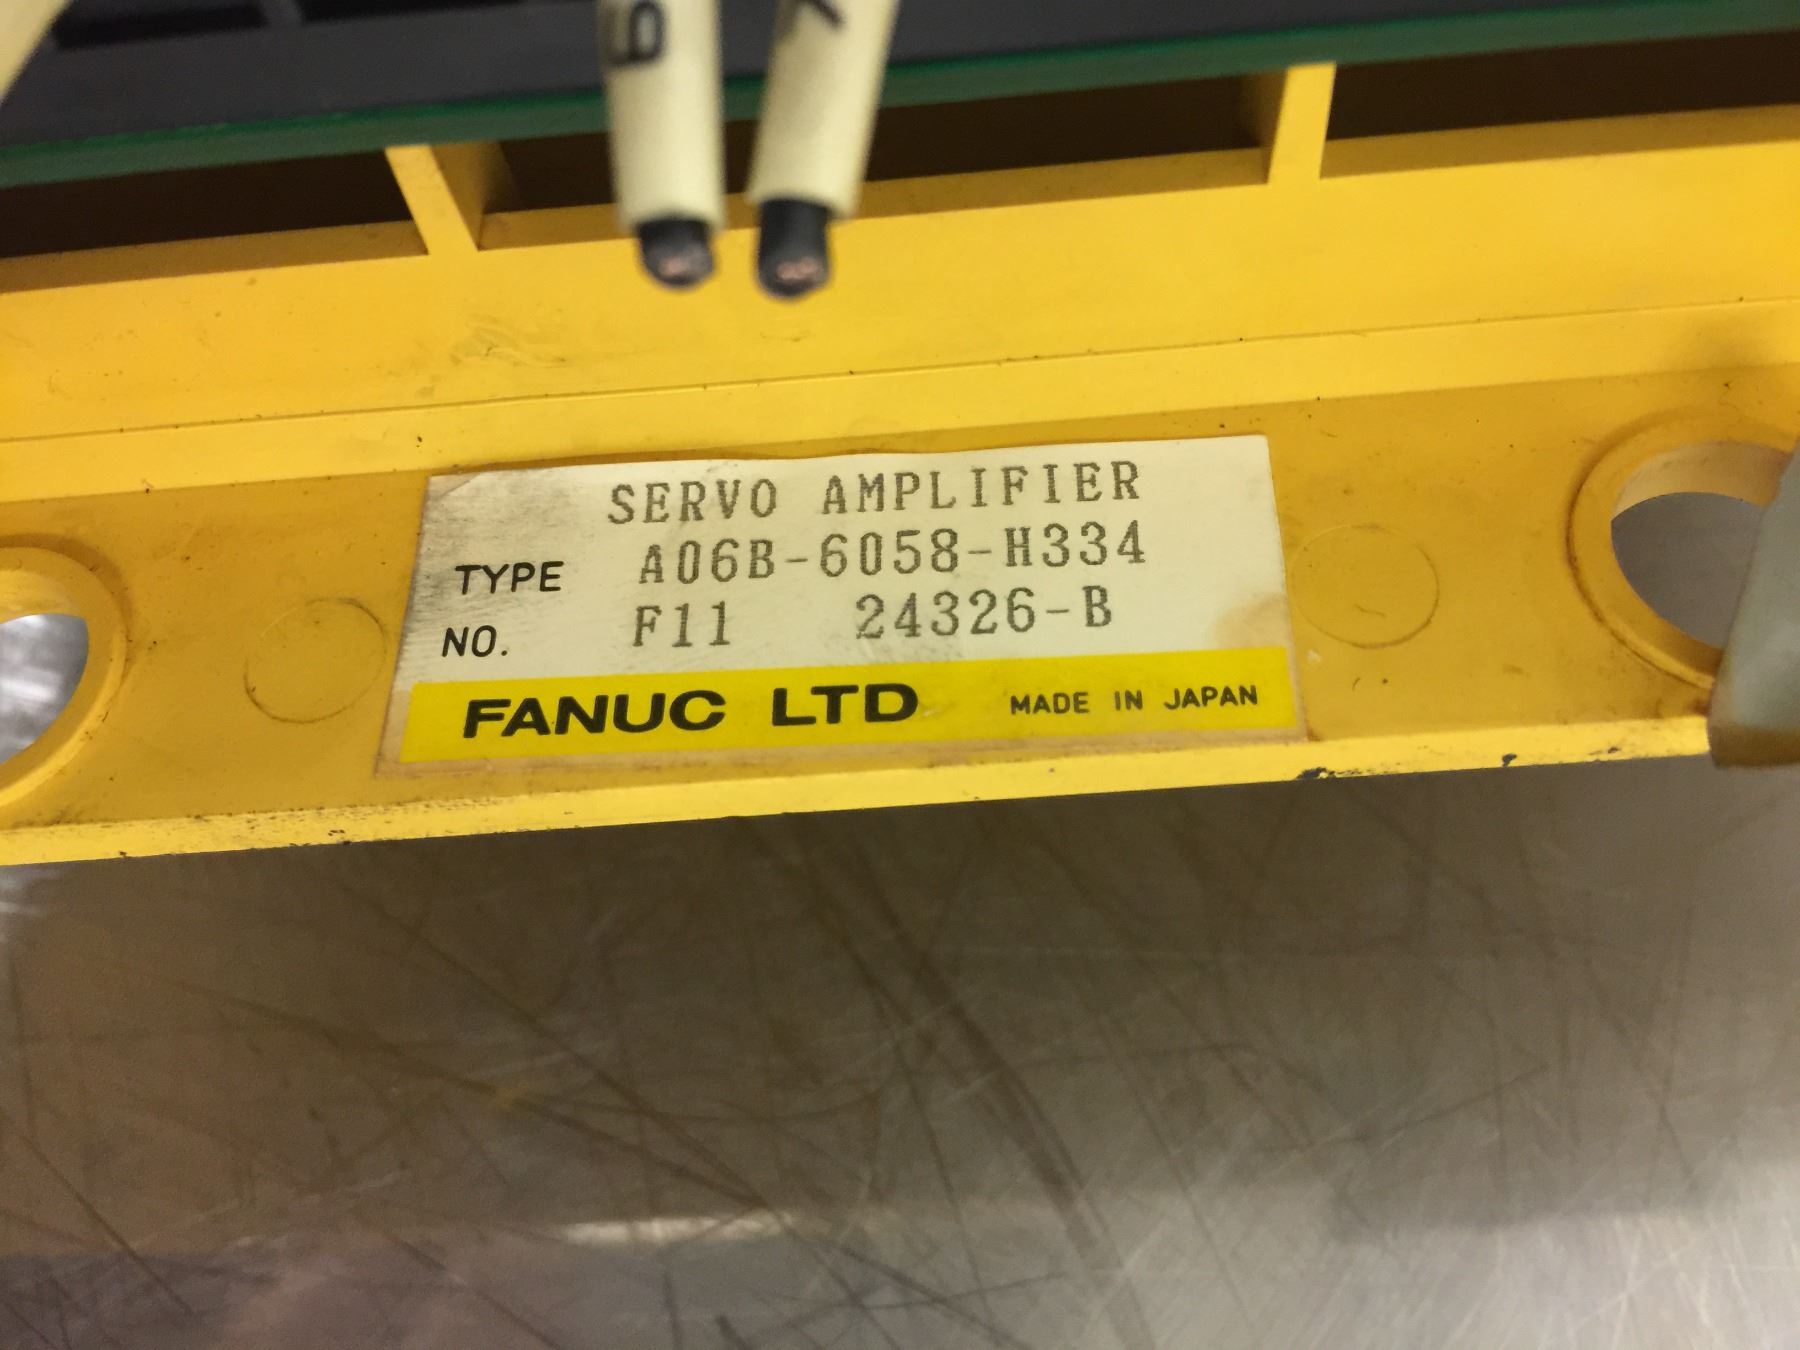 SERVO AMPLIFIER
TYPE A06B-6058-H334
NO. F11 24326-B
FANUC LTD MADE IN JAPAN